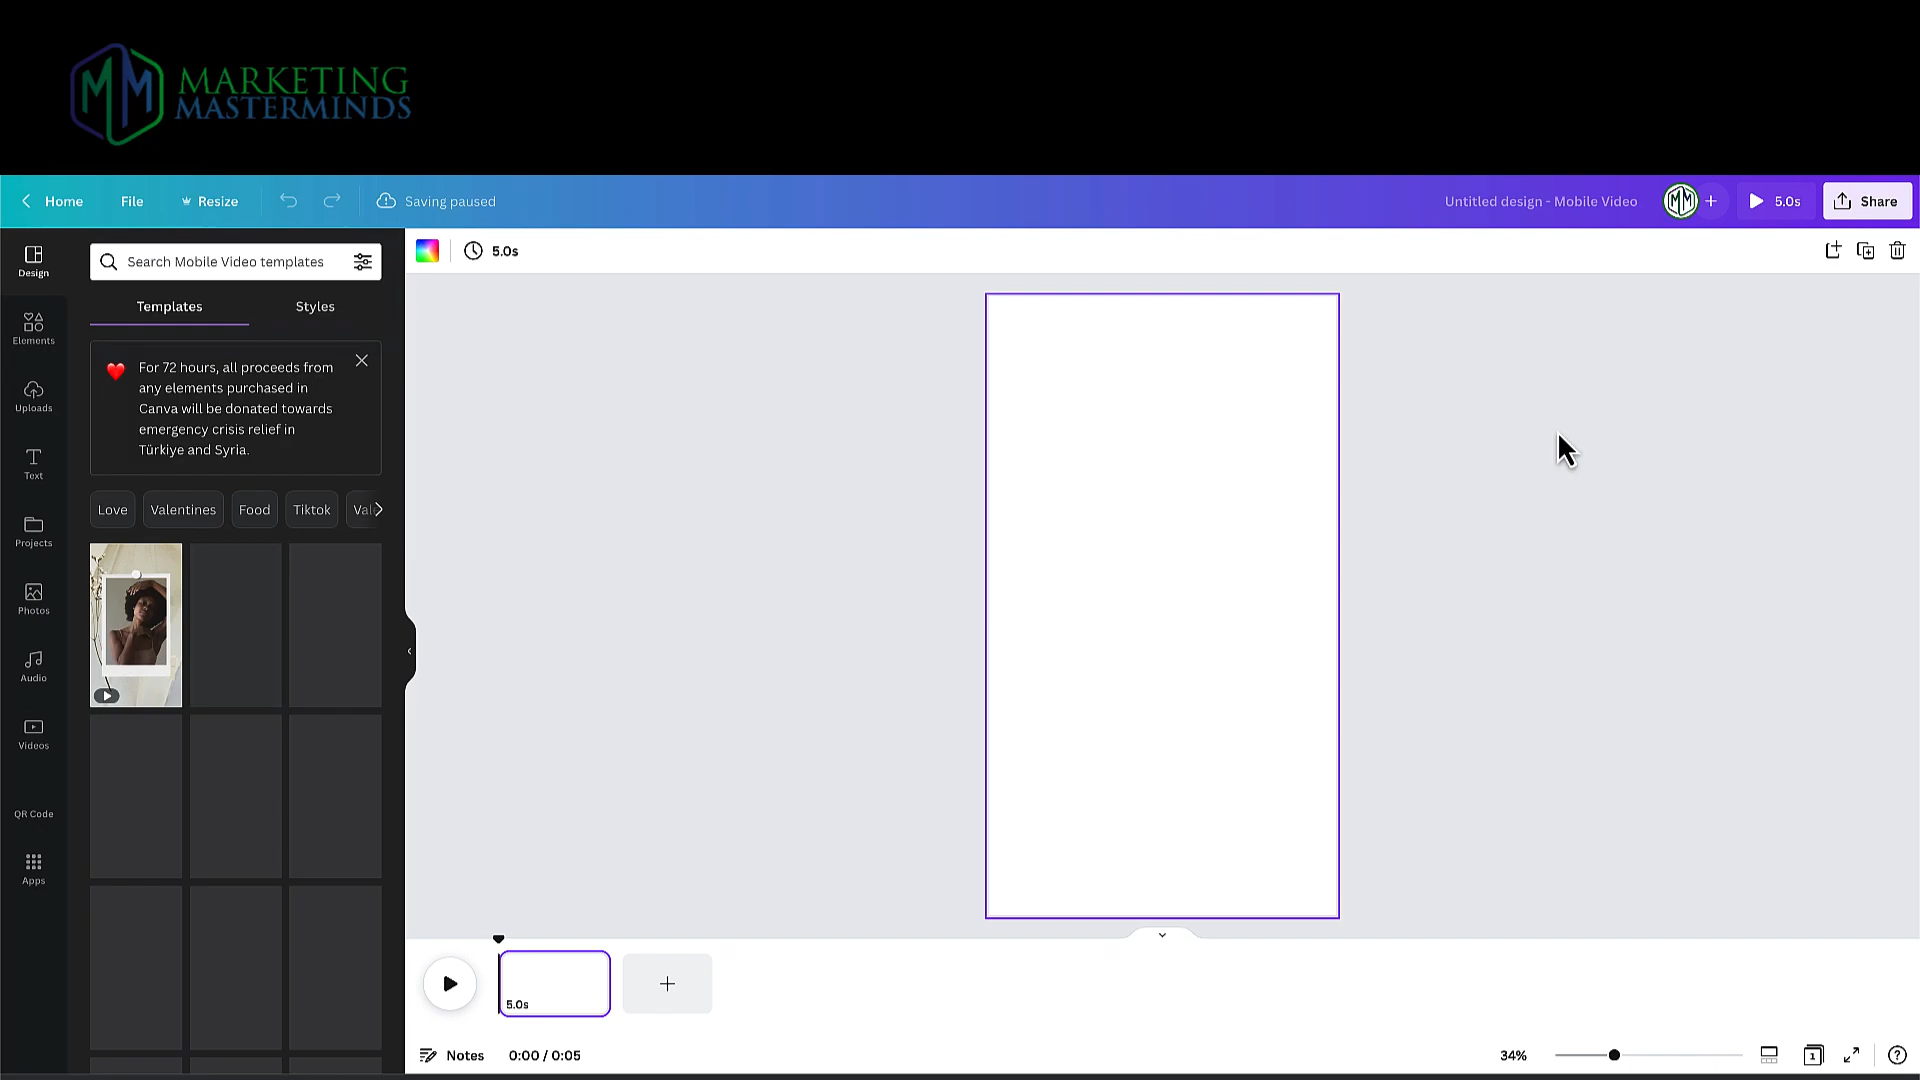 MARKETING
MASTERMINDS
Home
File
Resize
Saving paused
Untitled design - Mobile Video
5.0s
Share
Design
Elements
Uploads
Text
Projects
Photos
Audio
Videos
QR Code
Apps
Search Mobile Video templates
Templates
Styles
For 72 hours, all proceeds from
any elements purchased in
Canva will be donated towards
emergency crisis relief in
Türkiye and Syria.
Love
Valentines
Food
Tiktok
5.0s
5.0s
Notes
0:00 / 0:05
34%
1